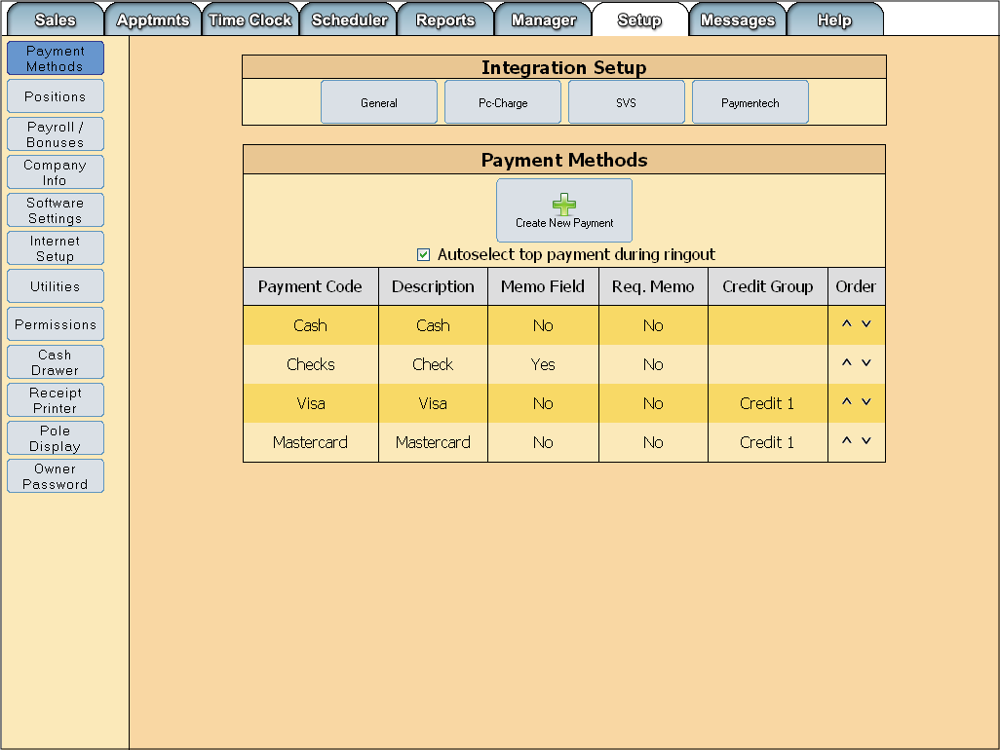 Sales Apptmnts Time Clock Scheduler Reports Manager Setup Messages Help
Payment
Methods
Positions
Payroll /
Bonuses
Company
Info
Software
Settings
Internet
Setup
Utilities
Permissions
Cash
Drawer
Receipt
Printer
Pole
Display
Owner
Password
Integration Setup
General Pc-Charge SVS Paymentech
Payment Methods
Create New Payment
Autoselect top payment during ringout
Payment Code Description Memo Field Req. Memo Credit Group Order
Cash Cash No No
Checks Check Yes No
Visa Visa No No Credit 1
Mastercard Mastercard No No Credit 1